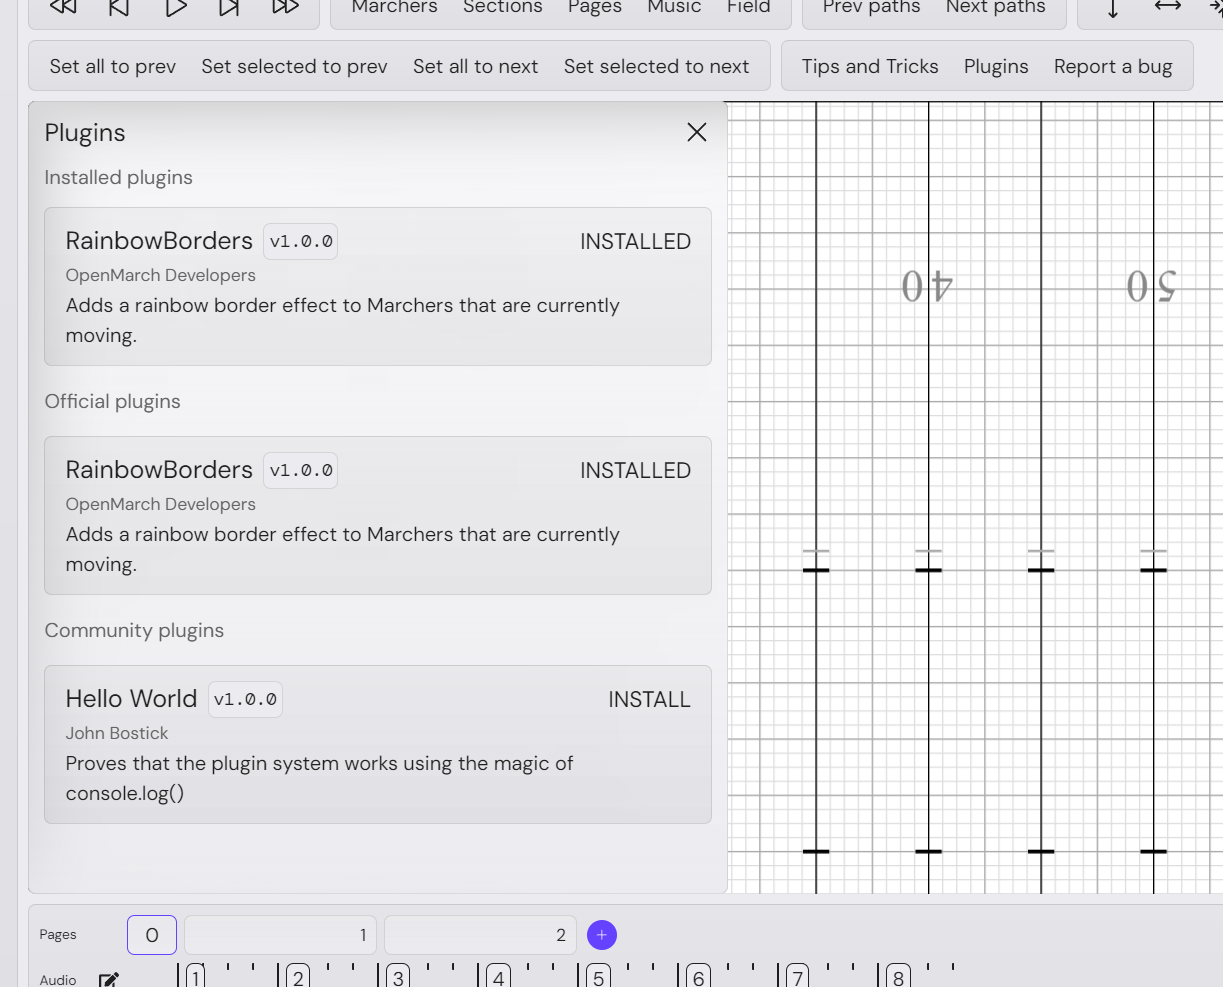 Marchers Sections Pages Music Field Prev paths Next paths
Set all to prev Set selected to prev Set all to next Set selected to next Tips and Tricks Plugins Report a bug
Plugins
Installed plugins
RainbowBorders v1.0.0 INSTALLED
OpenMarch Developers
Adds a rainbow border effect to Marchers that are currently
moving.
Official plugins
RainbowBorders v1.0.0 INSTALLED
OpenMarch Developers
Adds a rainbow border effect to Marchers that are currently
moving.
Community plugins
Hello World v1.0.0 INSTALL
John Bostick
Proves that the plugin system works using the magic of
console.log()
40 50
Pages 0 1 2 +
Audio 1 2 3 4 5 6 7 8